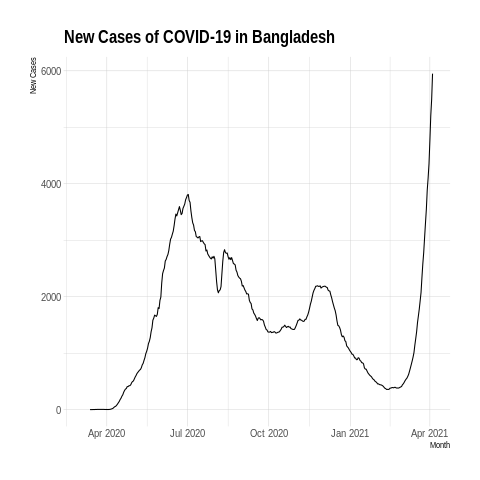 New Cases of COVID-19 in Bangladesh
New Cases
6000
4000
2000
0
Apr 2020 Jul 2020 Oct 2020 Jan 2021 Apr 2021
Month